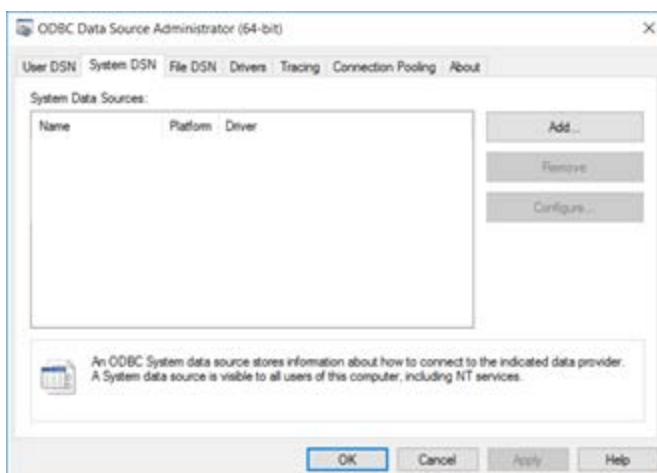 ODBC Data Source Administrator (64-bit)
User DSN System DSN File DSN Drivers Tracing Connection Pooling About
System Data Sources:
Name Platform Driver
Add...
Remove
Configure...
An ODBC System data source stores information about how to connect to the indicated data provider.
A System data source is visible to all users of this computer, including NT services.
OK Cancel Apply Help